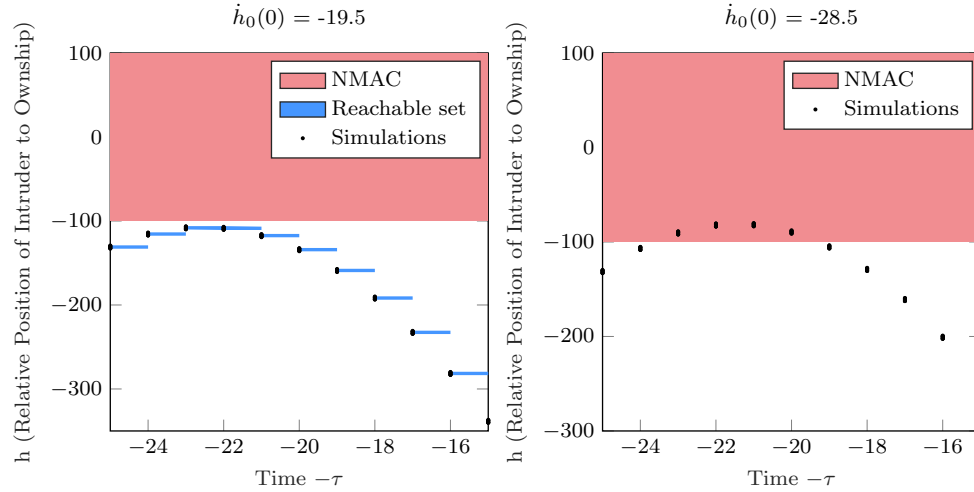 ḣ₀(0) = -19.5
100
0
−100
−200
−300
−24
−22
−20
−18
−16
Time −τ
h (Relative Position of Intruder to Ownship)
NMAC
Reachable set
Simulations
ḣ₀(0) = -28.5
100
0
−100
−200
−300
−24
−22
−20
−18
−16
Time −τ
h (Relative Position of Intruder to Ownship)
NMAC
Simulations